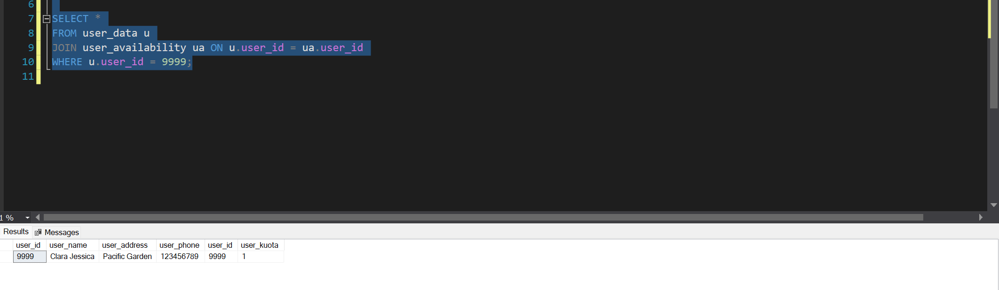 6
7 SELECT *
8 FROM user_data u
9 JOIN user_availability ua ON u.user_id = ua.user_id
10 WHERE u.user_id = 9999;
11
1 %
Results Messages
user_id user_name user_address user_phone user_id user_kuota
9999 Clara Jessica Pacific Garden 123456789 9999 1